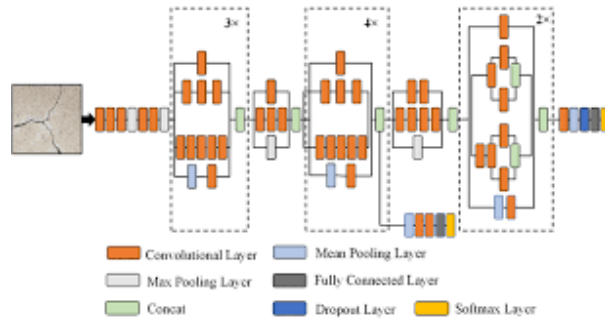 3×
4×
2×
Convolutional Layer
Mean Pooling Layer
Max Pooling Layer
Fully Connected Layer
Concat
Dropout Layer
Softmax Layer